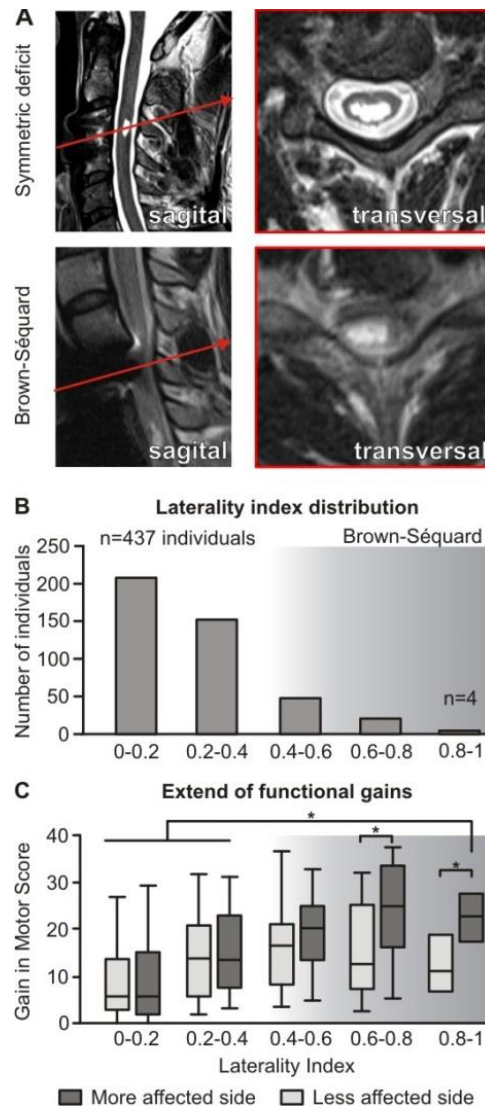 A
Symmetric deficit
sagital
transversal
Brown-Séquard
sagital
transversal
B
Laterality index distribution
n=437 individuals
Brown-Séquard
Number of individuals
250
200
150
100
50
0
n=4
0-0.2 0.2-0.4 0.4-0.6 0.6-0.8 0.8-1
C
Extend of functional gains
Gain in Motor Score
40
30
20
10
0
*
*
*
0-0.2 0.2-0.4 0.4-0.6 0.6-0.8 0.8-1
Laterality Index
More affected side Less affected side